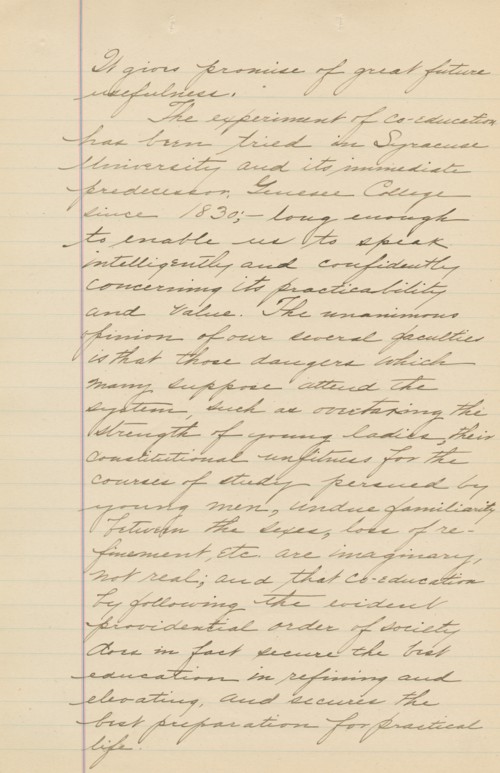 It gives promise of great future
usefulness.
The experiment of co-education
has been tried in Syracuse
University and its immediate
predecessor, Genesee College
since 1830;- long enough
to enable us to speak
intelligently and confidently
concerning its practicability
and value. The unanimous
opinion of our several faculties
is that those dangers which
many suppose attend the
system, such as overtaxing the
strength of young ladies, their
constitutional unfitness for the
courses of study persued by
young men, undue familiarity
between the sexes, loss of re-
finement, etc. are imaginary,
not real; and that co-education
by following the evident
providential order of society
does in fact secure the best
education in refining and
elevating, and secures the
best preparation for practical
life.